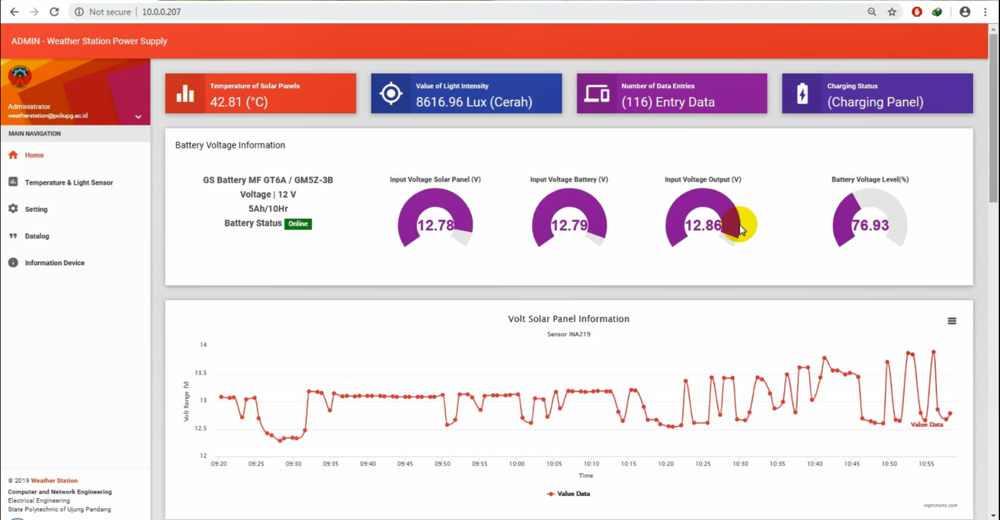 Not secure | 10.0.0.207
ADMIN - Weather Station Power Supply
Administrator
weatherstation@poliupg.ac.id
MAIN NAVIGATION
Home
Temperature & Light Sensor
Setting
Datalog
Information Device
© 2019 Weather Station
Computer and Network Engineering
Electrical Engineering
State Polytechnic of Ujung Pandang
Temperature of Solar Panels
42.81 (°C)
Value of Light Intensity
8616.96 Lux (Cerah)
Number of Data Entries
(116) Entry Data
Charging Status
(Charging Panel)
Battery Voltage Information
GS Battery MF GT6A / GM5Z-3B
Voltage | 12 V
5Ah/10Hr
Battery Status Online
Input Voltage Solar Panel (V)
12.78
Input Voltage Battery (V)
12.79
Input Voltage Output (V)
12.86
Battery Voltage Level(%)
76.93
Volt Solar Panel Information
Sensor INA219
Volt Range (V)
14
13.5
13
12.5
12
Value Data
09:20 09:25 09:30 09:35 09:40 09:45 09:50 09:55 10:00 10:05 10:10 10:15 10:20 10:25 10:30 10:35 10:40 10:45 10:50 10:55
Time
Value Data
Highcharts.com